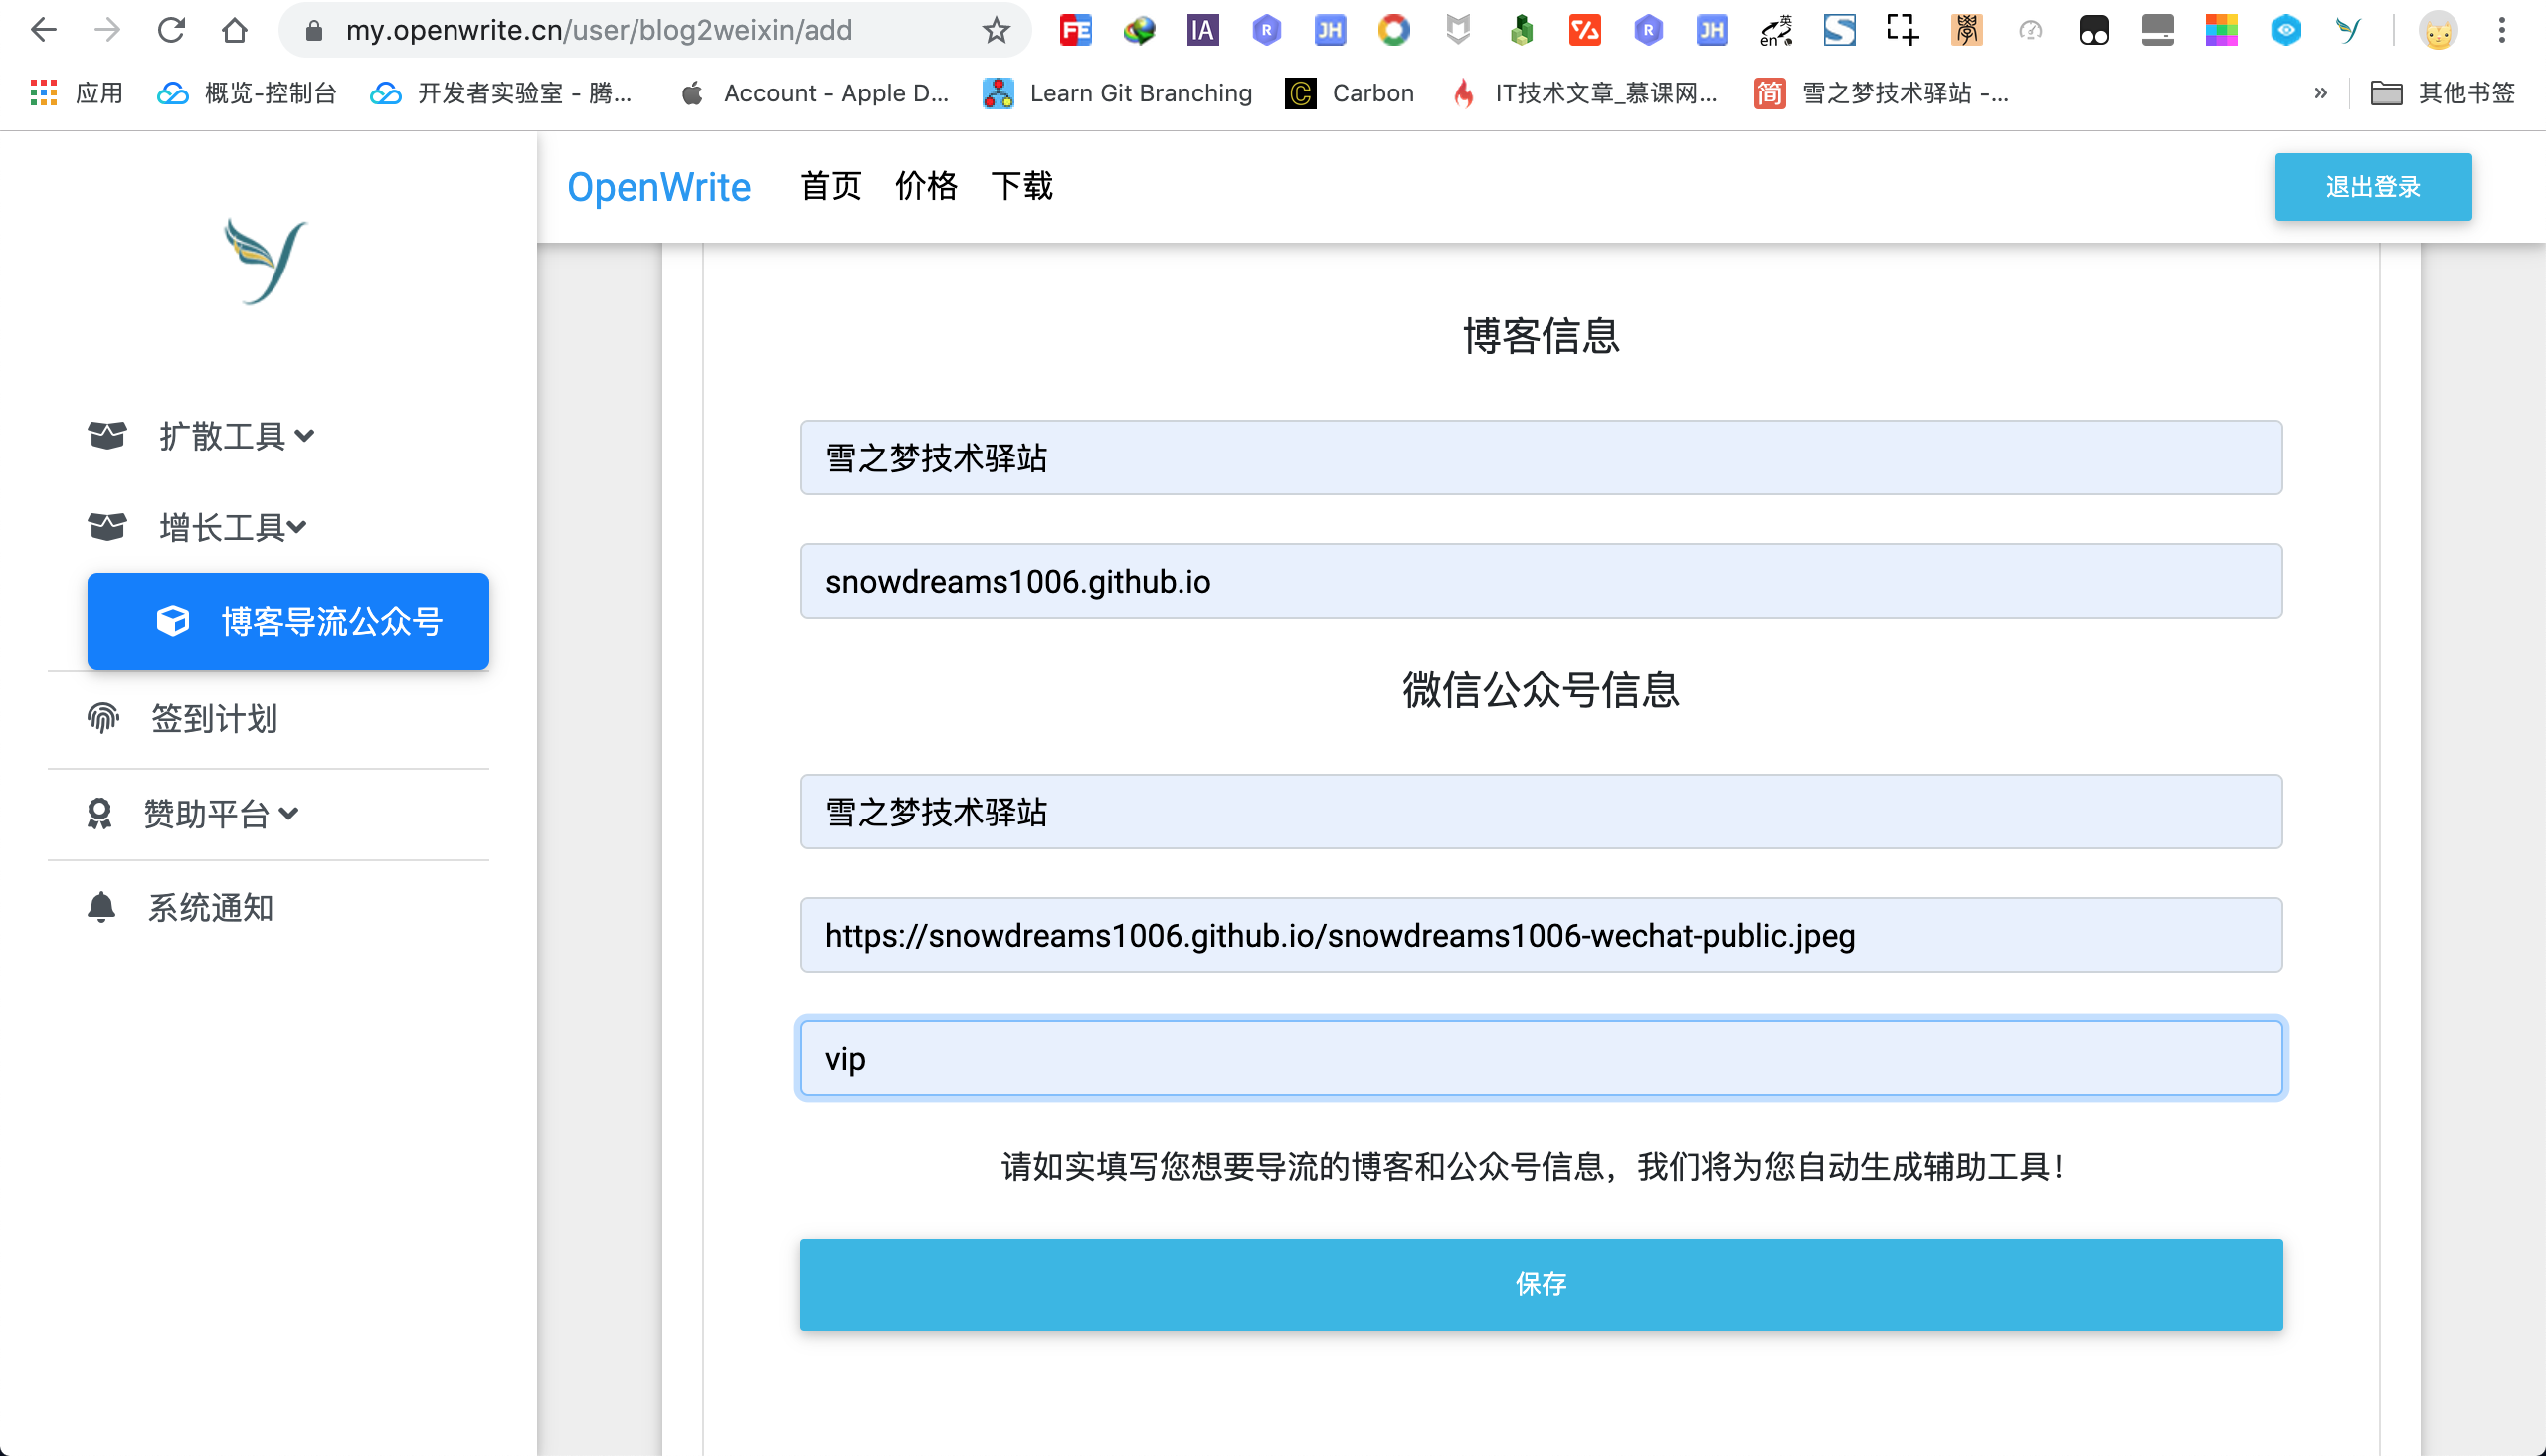 my.openwrite.cn/user/blog2weixin/add
FE
IA
R
JH
R
JH
英
en
S
學
应用
概览-控制台
开发者实验室 - 腾...
Account - Apple D...
Learn Git Branching
C
Carbon
IT技术文章_慕课网...
简
雪之梦技术驿站 -...
»
其他书签
OpenWrite
首页
价格
下载
退出登录
扩散工具
增长工具
博客导流公众号
签到计划
赞助平台
系统通知
博客信息
雪之梦技术驿站
snowdreams1006.github.io
微信公众号信息
雪之梦技术驿站
https://snowdreams1006.github.io/snowdreams1006-wechat-public.jpeg
vip
请如实填写您想要导流的博客和公众号信息，我们将为您自动生成辅助工具！
保存